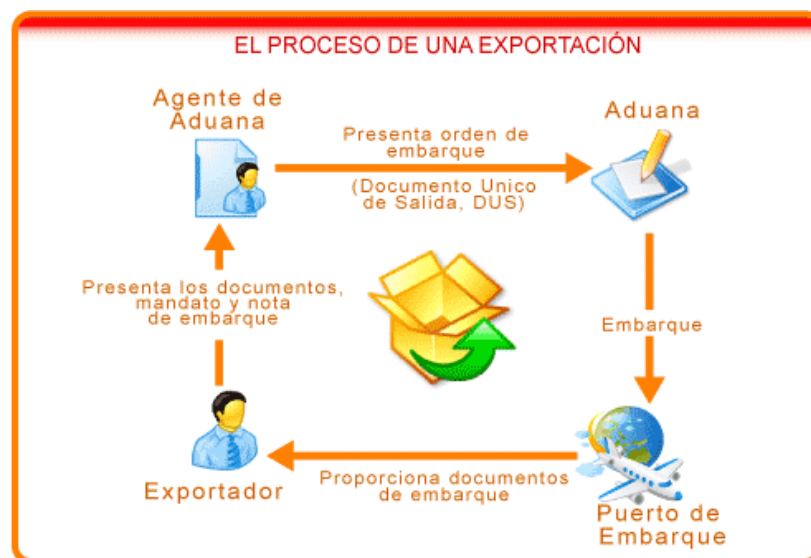 EL PROCESO DE UNA EXPORTACIÓN
Agente de
Aduana
Presenta orden de
embarque
(Documento Unico
de Salida, DUS)
Aduana
Presenta los documentos,
mandato y nota
de embarque
Embarque
Exportador
Proporciona documentos
de embarque
Puerto de
Embarque